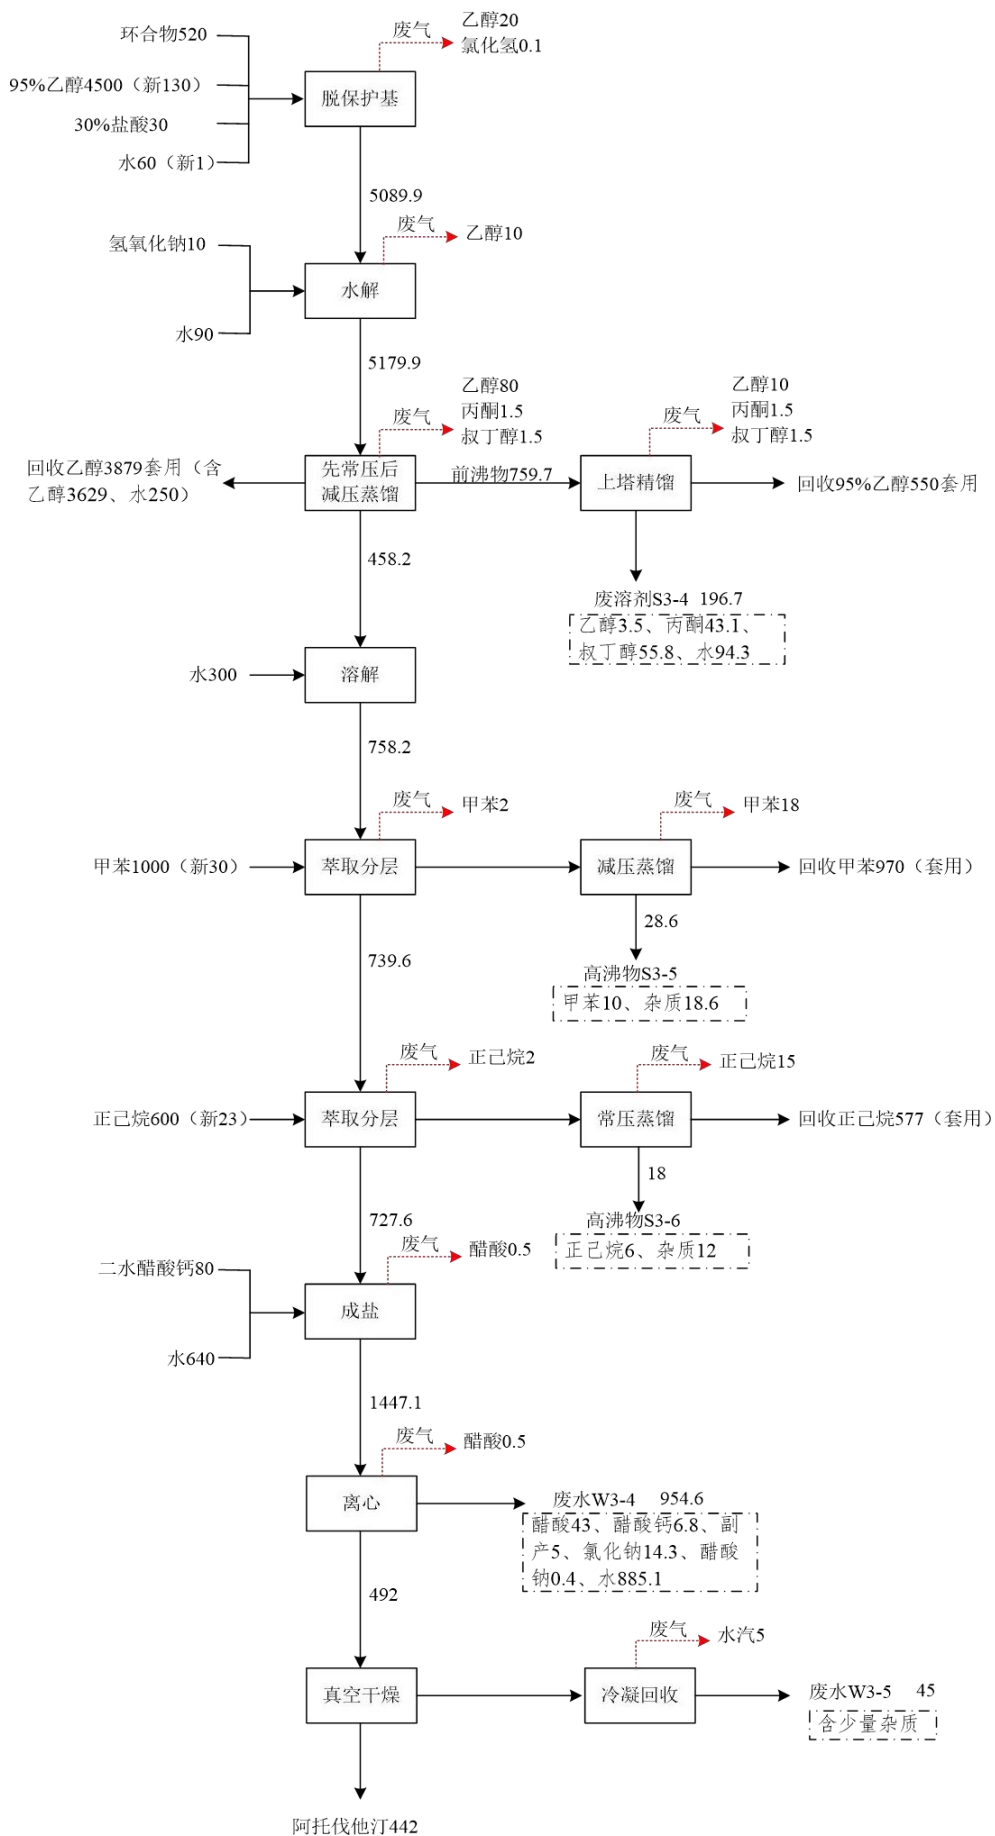 环合物520
95%乙醇4500（新130）
30%盐酸30
水60（新1）
废气
乙醇20
氯化氢0.1
脱保护基
5089.9
氢氧化钠10
水90
废气
乙醇10
水解
5179.9
废气
乙醇80
丙酮1.5
叔丁醇1.5
废气
乙醇10
丙酮1.5
叔丁醇1.5
回收乙醇3879套用（含
乙醇3629、水250）
先常压后
减压蒸馏
前沸物759.7
上塔精馏
回收95%乙醇550套用
458.2
废溶剂S3-4 196.7
乙醇3.5、丙酮43.1、
叔丁醇55.8、水94.3
水300
溶解
758.2
废气
甲苯2
废气
甲苯18
甲苯1000（新30）
萃取分层
减压蒸馏
回收甲苯970（套用）
28.6
739.6
高沸物S3-5
甲苯10、杂质18.6
废气
正己烷2
废气
正己烷15
正己烷600（新23）
萃取分层
常压蒸馏
回收正己烷577（套用）
18
727.6
高沸物S3-6
正己烷6、杂质12
废气
醋酸0.5
二水醋酸钙80
成盐
水640
1447.1
废气
醋酸0.5
离心
废水W3-4 954.6
醋酸43、醋酸钙6.8、副
产5、氯化钠14.3、醋酸
钠0.4、水885.1
492
废气
水汽5
真空干燥
冷凝回收
废水W3-5 45
含少量杂质
阿托伐他汀442